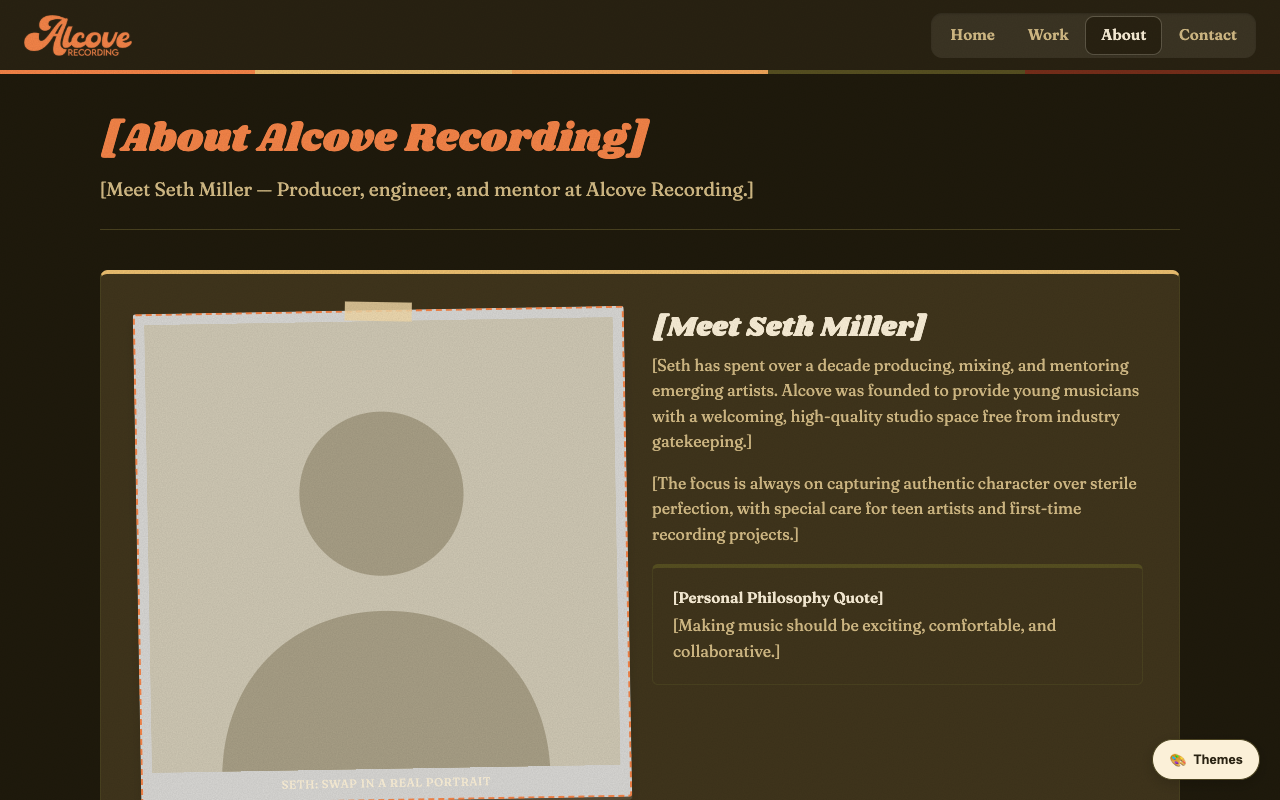 Alcove
RECORDING
Home
Work
About
Contact
[About Alcove Recording]
[Meet Seth Miller — Producer, engineer, and mentor at Alcove Recording.]
SETH: SWAP IN A REAL PORTRAIT
[Meet Seth Miller]
[Seth has spent over a decade producing, mixing, and mentoring
emerging artists. Alcove was founded to provide young musicians
with a welcoming, high-quality studio space free from industry
gatekeeping.]
[The focus is always on capturing authentic character over sterile
perfection, with special care for teen artists and first-time
recording projects.]
[Personal Philosophy Quote]
[Making music should be exciting, comfortable, and
collaborative.]
Themes